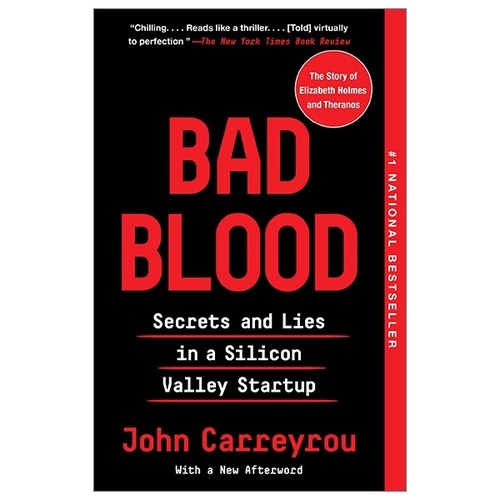 “Chilling. . . . Reads like a thriller. . . . [Told] virtually
to perfection” —The New York Times Book Review
The Story of
Elizabeth Holmes
and Theranos
BAD
BLOOD
Secrets and Lies
in a Silicon
Valley Startup
John Carreyrou
With a New Afterword
#1 NATIONAL BESTSELLER